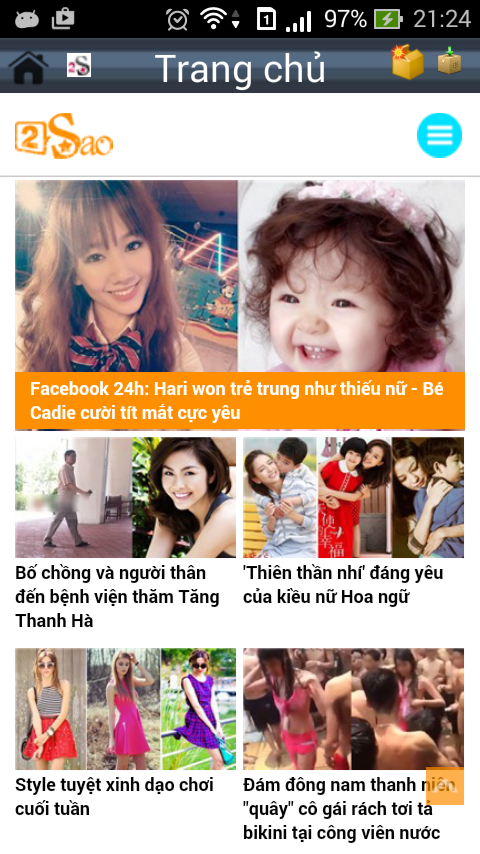 1
97%
21:24
2S
Trang chủ
2Sao
Facebook 24h: Hari won trẻ trung như thiếu nữ - Bé
Cadie cười tít mắt cực yêu
Bố chồng và người thân
đến bệnh viện thăm Tăng
Thanh Hà
'Thiên thần nhí' đáng yêu
của kiều nữ Hoa ngữ
Style tuyệt xinh dạo chơi
cuối tuần
Đám đông nam thanh niên
"quây" cô gái rách tơi tả
bikini tại công viên nước